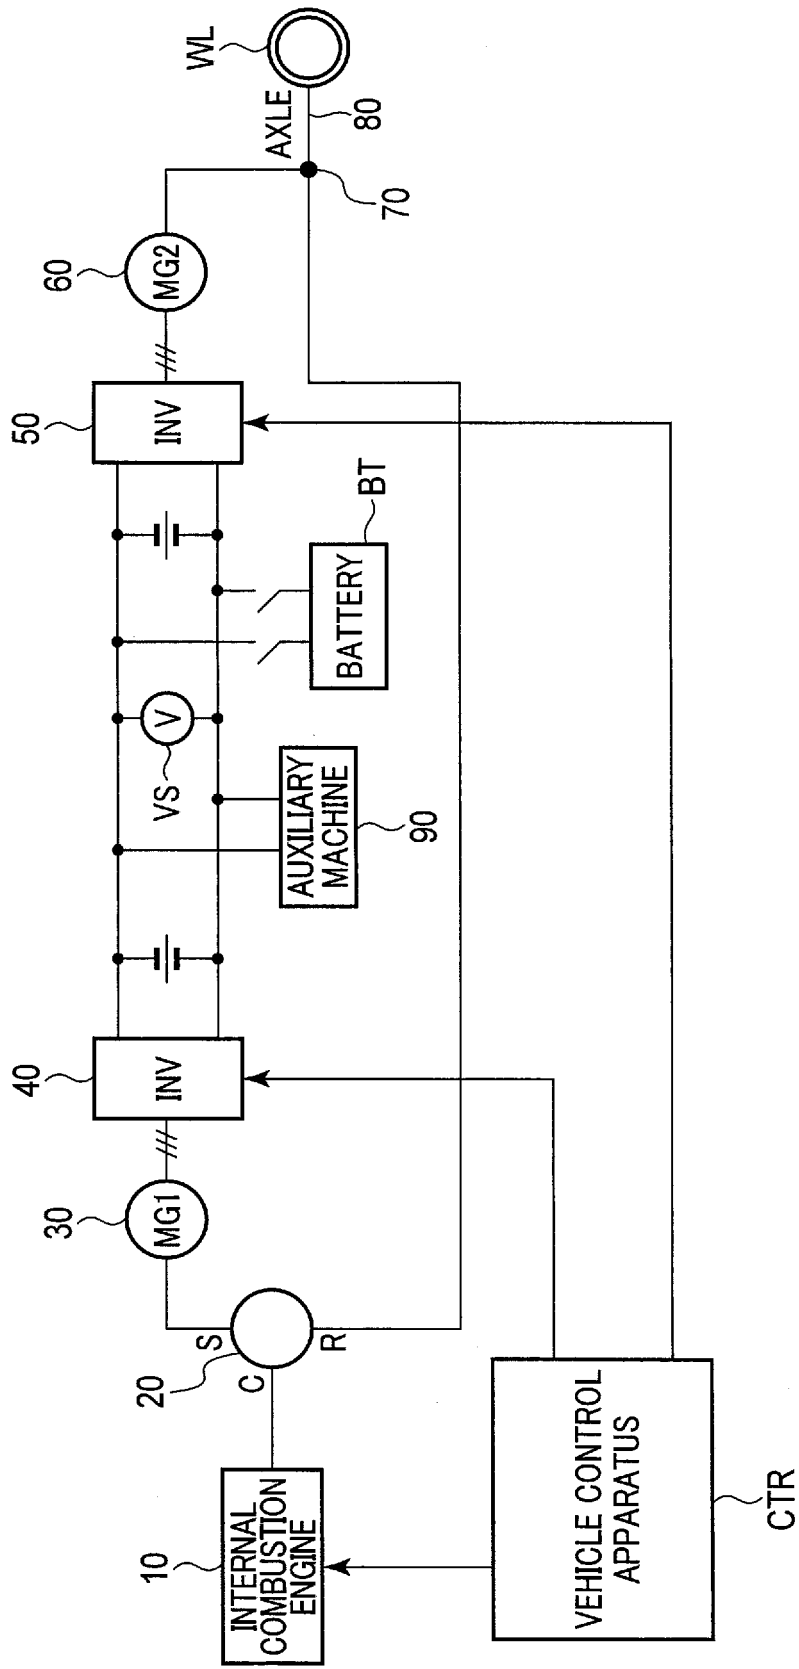 10
INTERNAL
COMBUSTION
ENGINE
20
C
S
R
30
MG1
40
INV
VS
V
AUXILIARY
MACHINE
90
BATTERY
BT
50
INV
60
MG2
70
AXLE
80
WL
VEHICLE CONTROL
APPARATUS
CTR